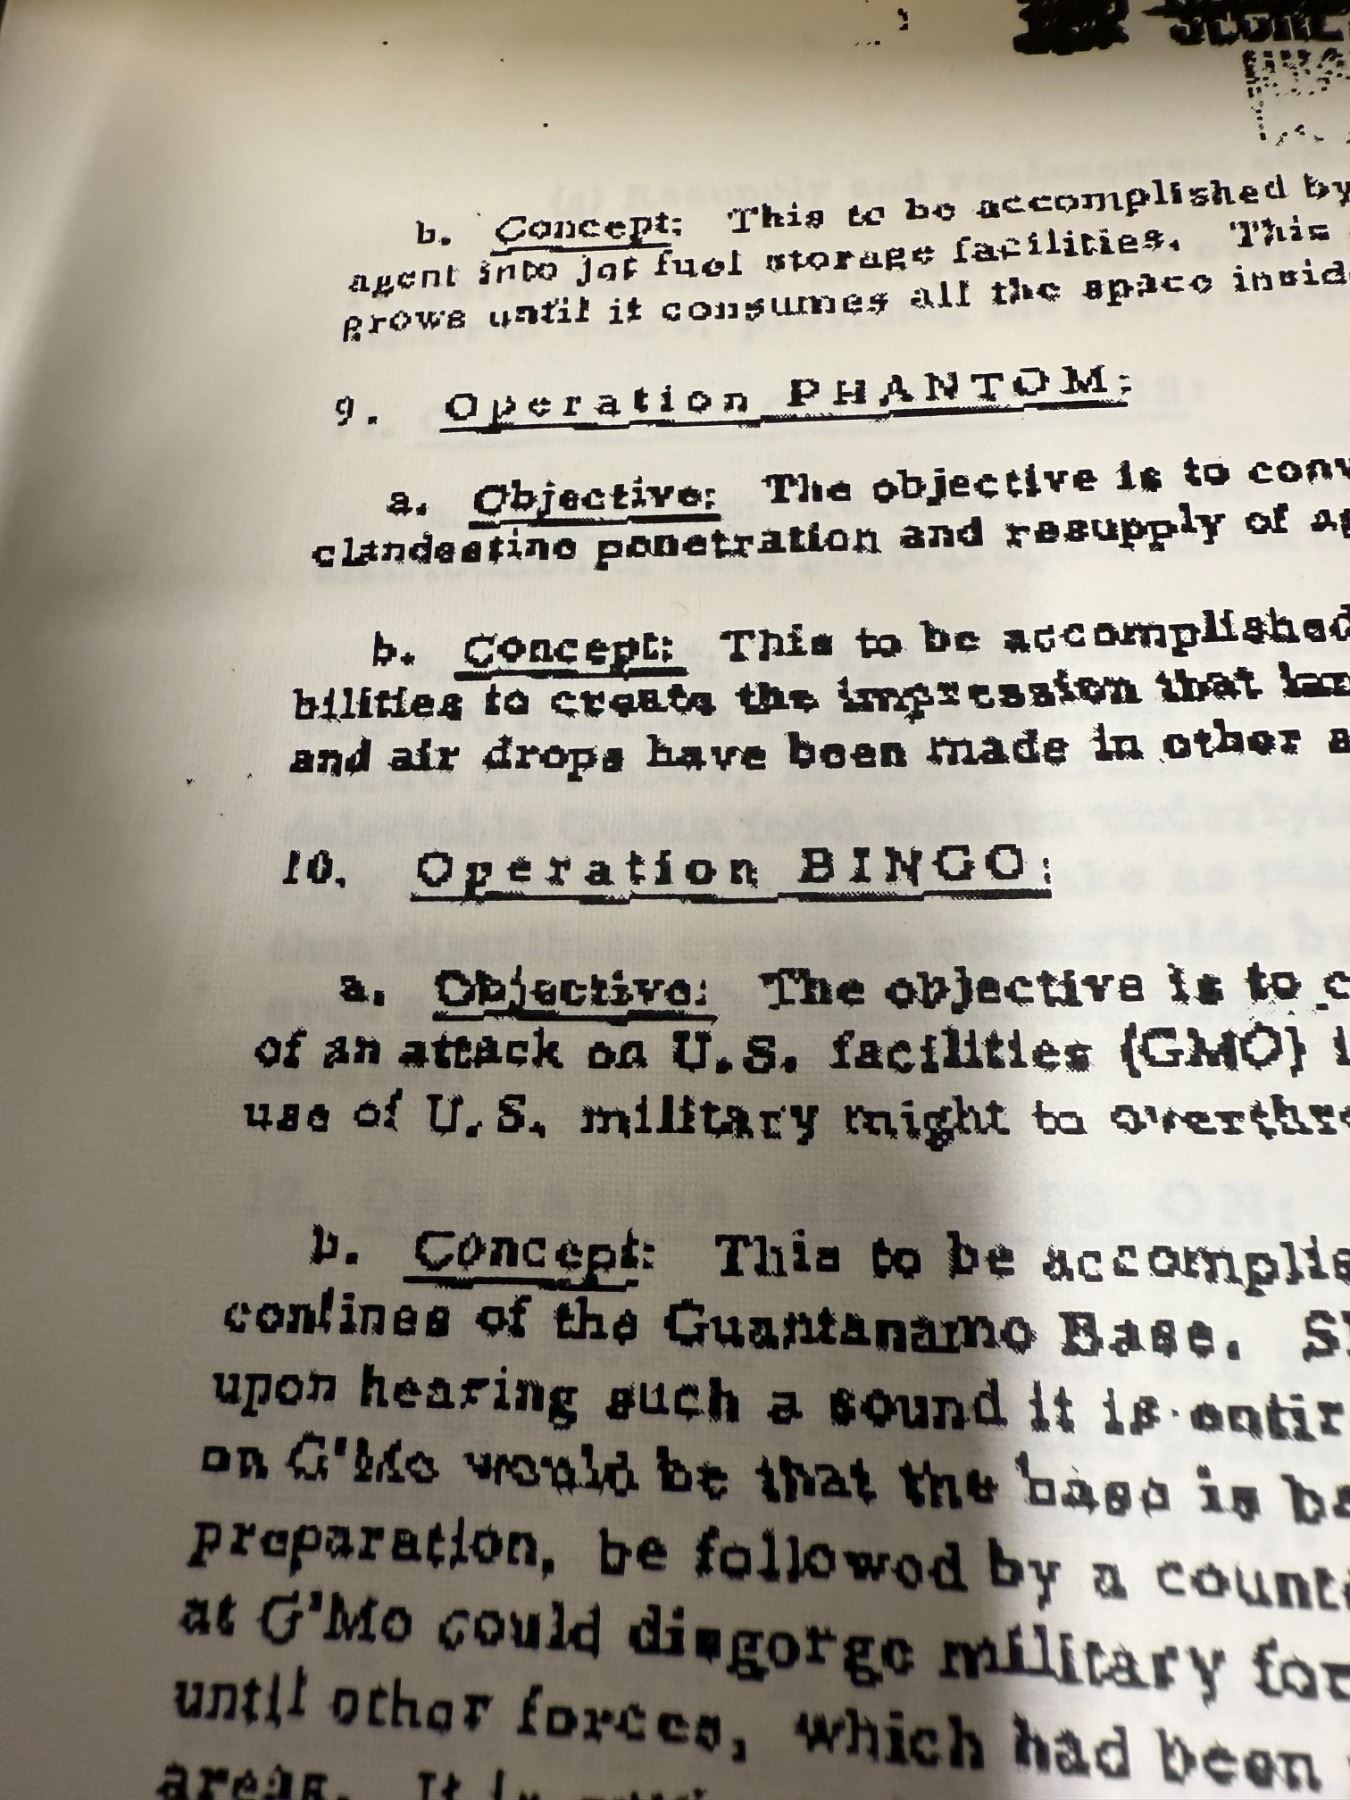 b. Concept: This to be accomplished by
agent into jet fuel storage facilities. This
grows until it consumes all the space insid
9. Operation PHANTOM:
a. Objective: The objective is to conv
clandestine penetration and resupply of ag
b. Concept: This to be accomplished
bilities to create the impression that lan
and air drops have been made in other a
10. Operation BINGO:
a. Objective: The objective is to c
of an attack on U.S. facilities (GMO) i
use of U.S. military might to overthr
b. Concept: This to be accomplis
confines of the Guantanamo Base. S
upon hearing such a sound it is entir
on G'Mo would be that the base is b
preparation, be followed by a count
at G'Mo could disgorge military for
until other forces, which had been
areas. It